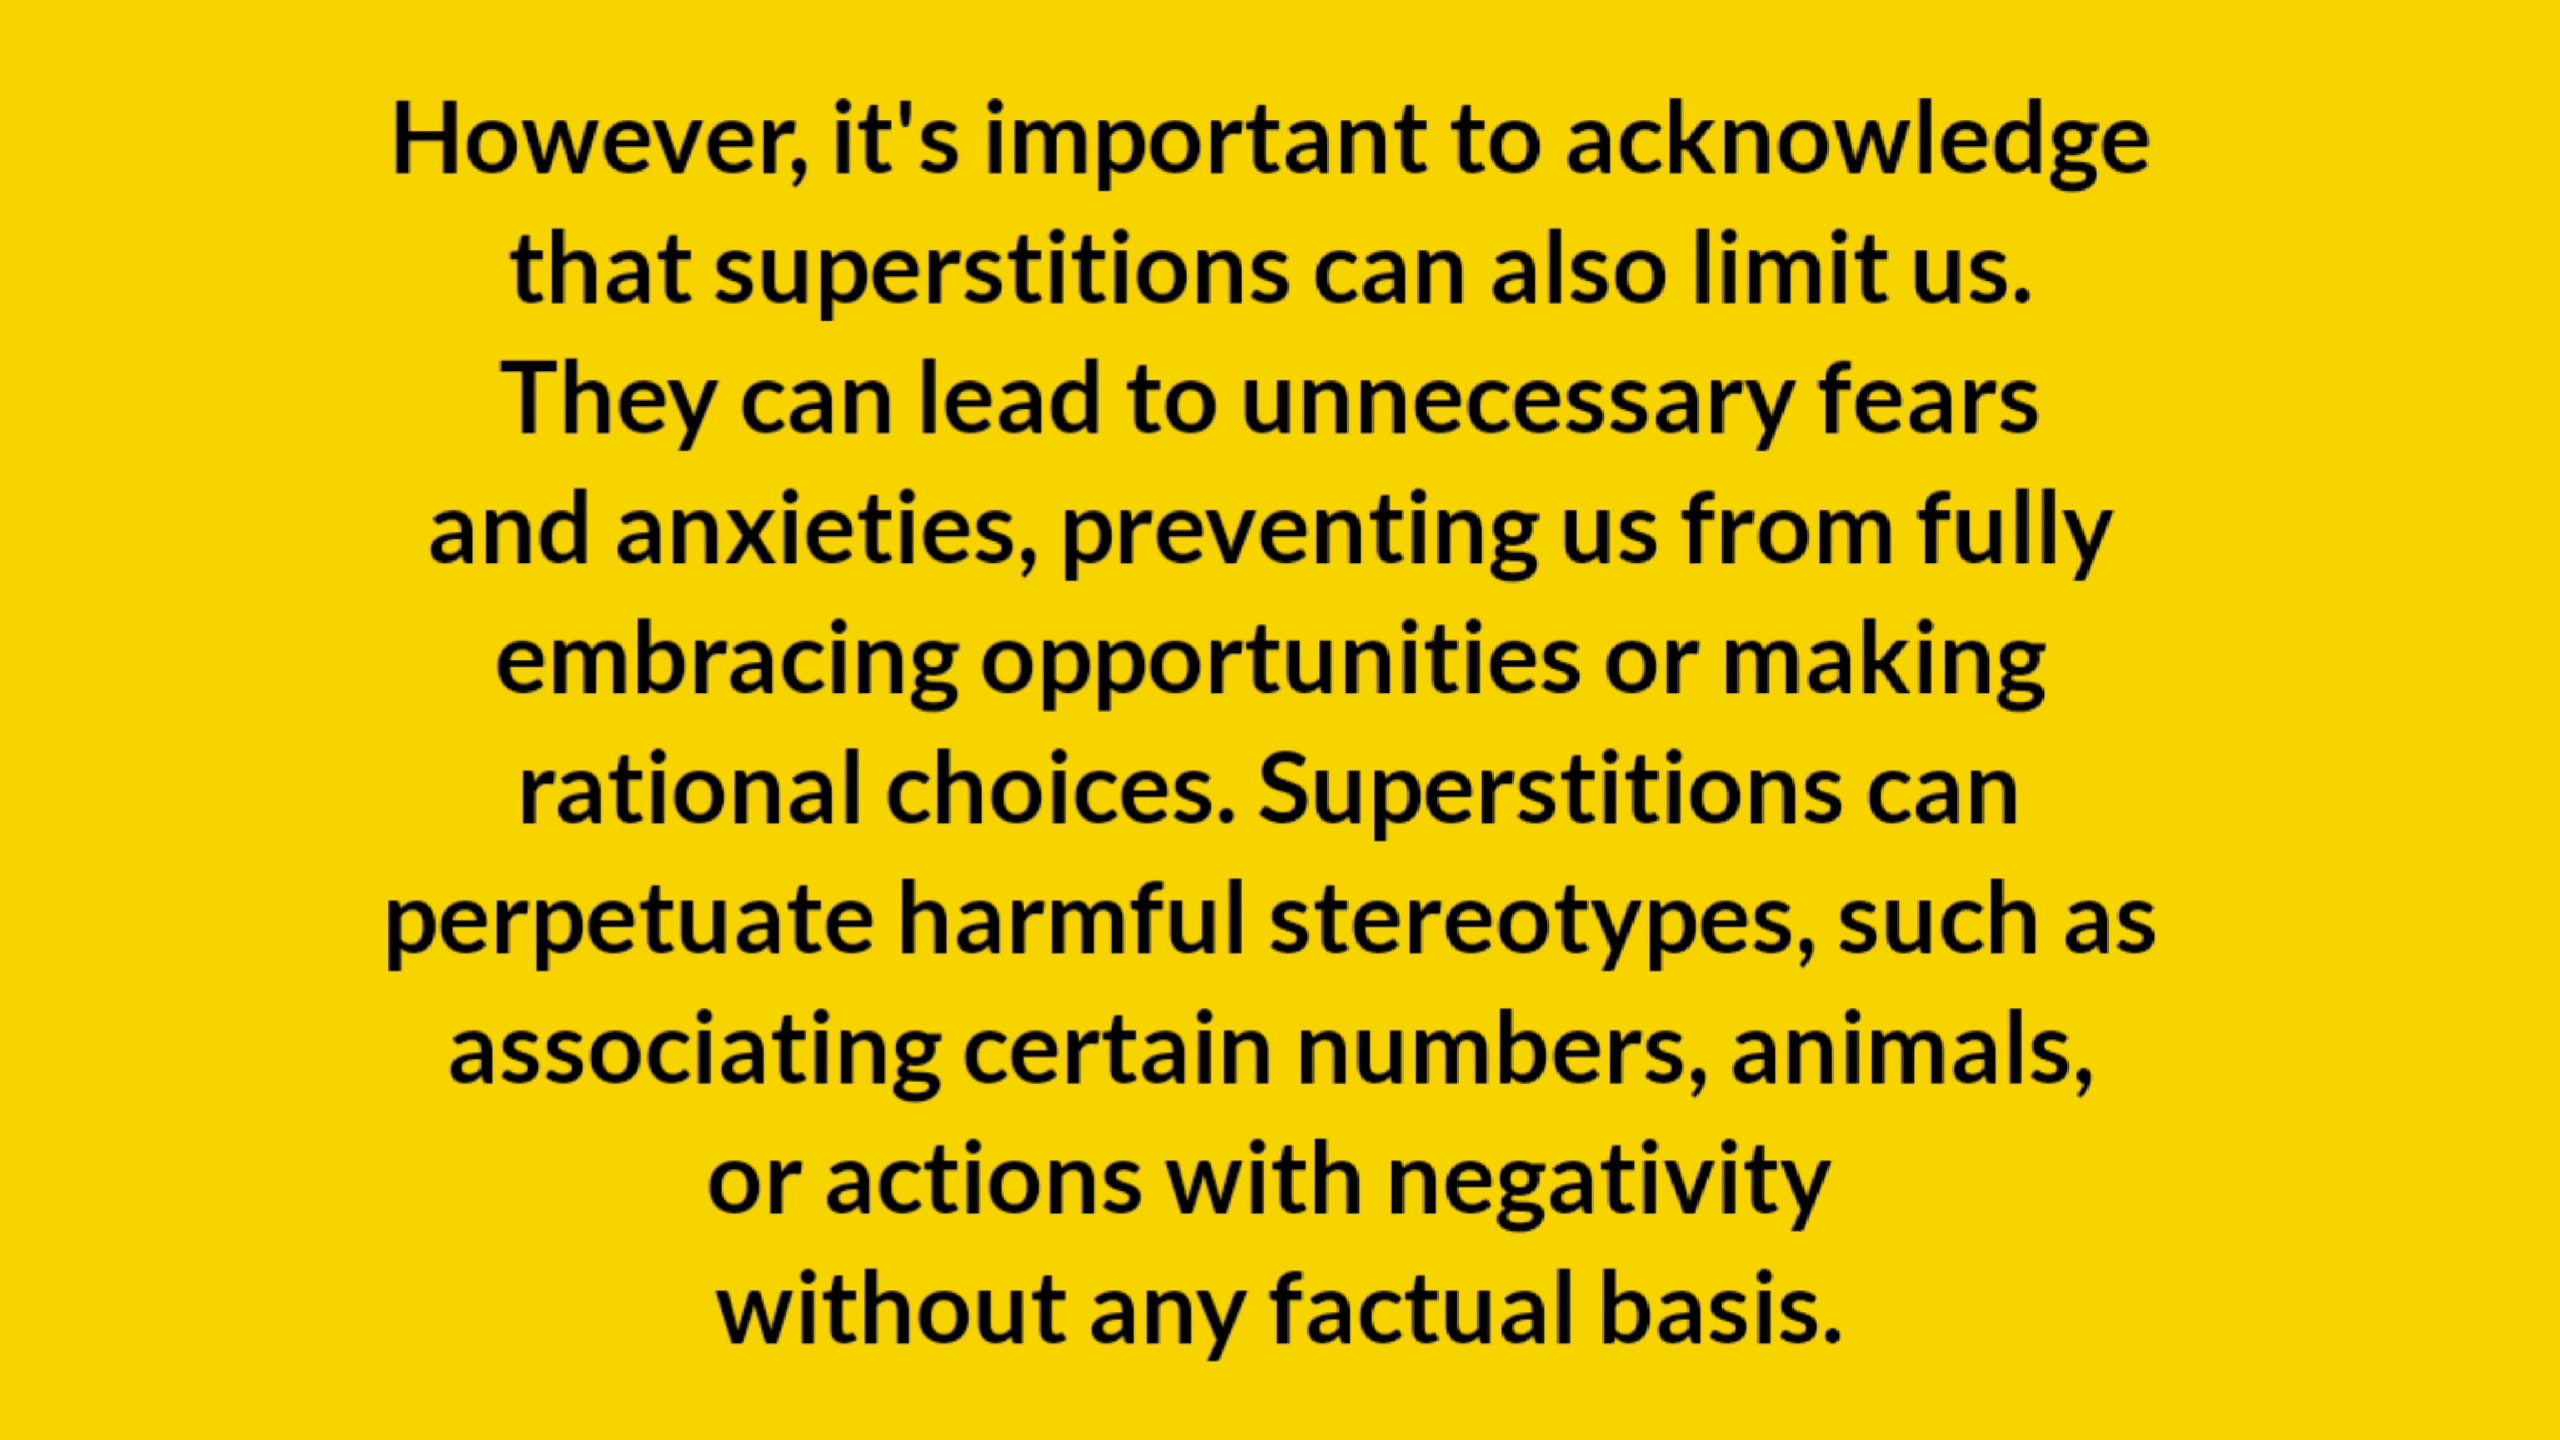 However, it's important to acknowledge
that superstitions can also limit us.
They can lead to unnecessary fears
and anxieties, preventing us from fully
embracing opportunities or making
rational choices. Superstitions can
perpetuate harmful stereotypes, such as
associating certain numbers, animals,
or actions with negativity
without any factual basis.